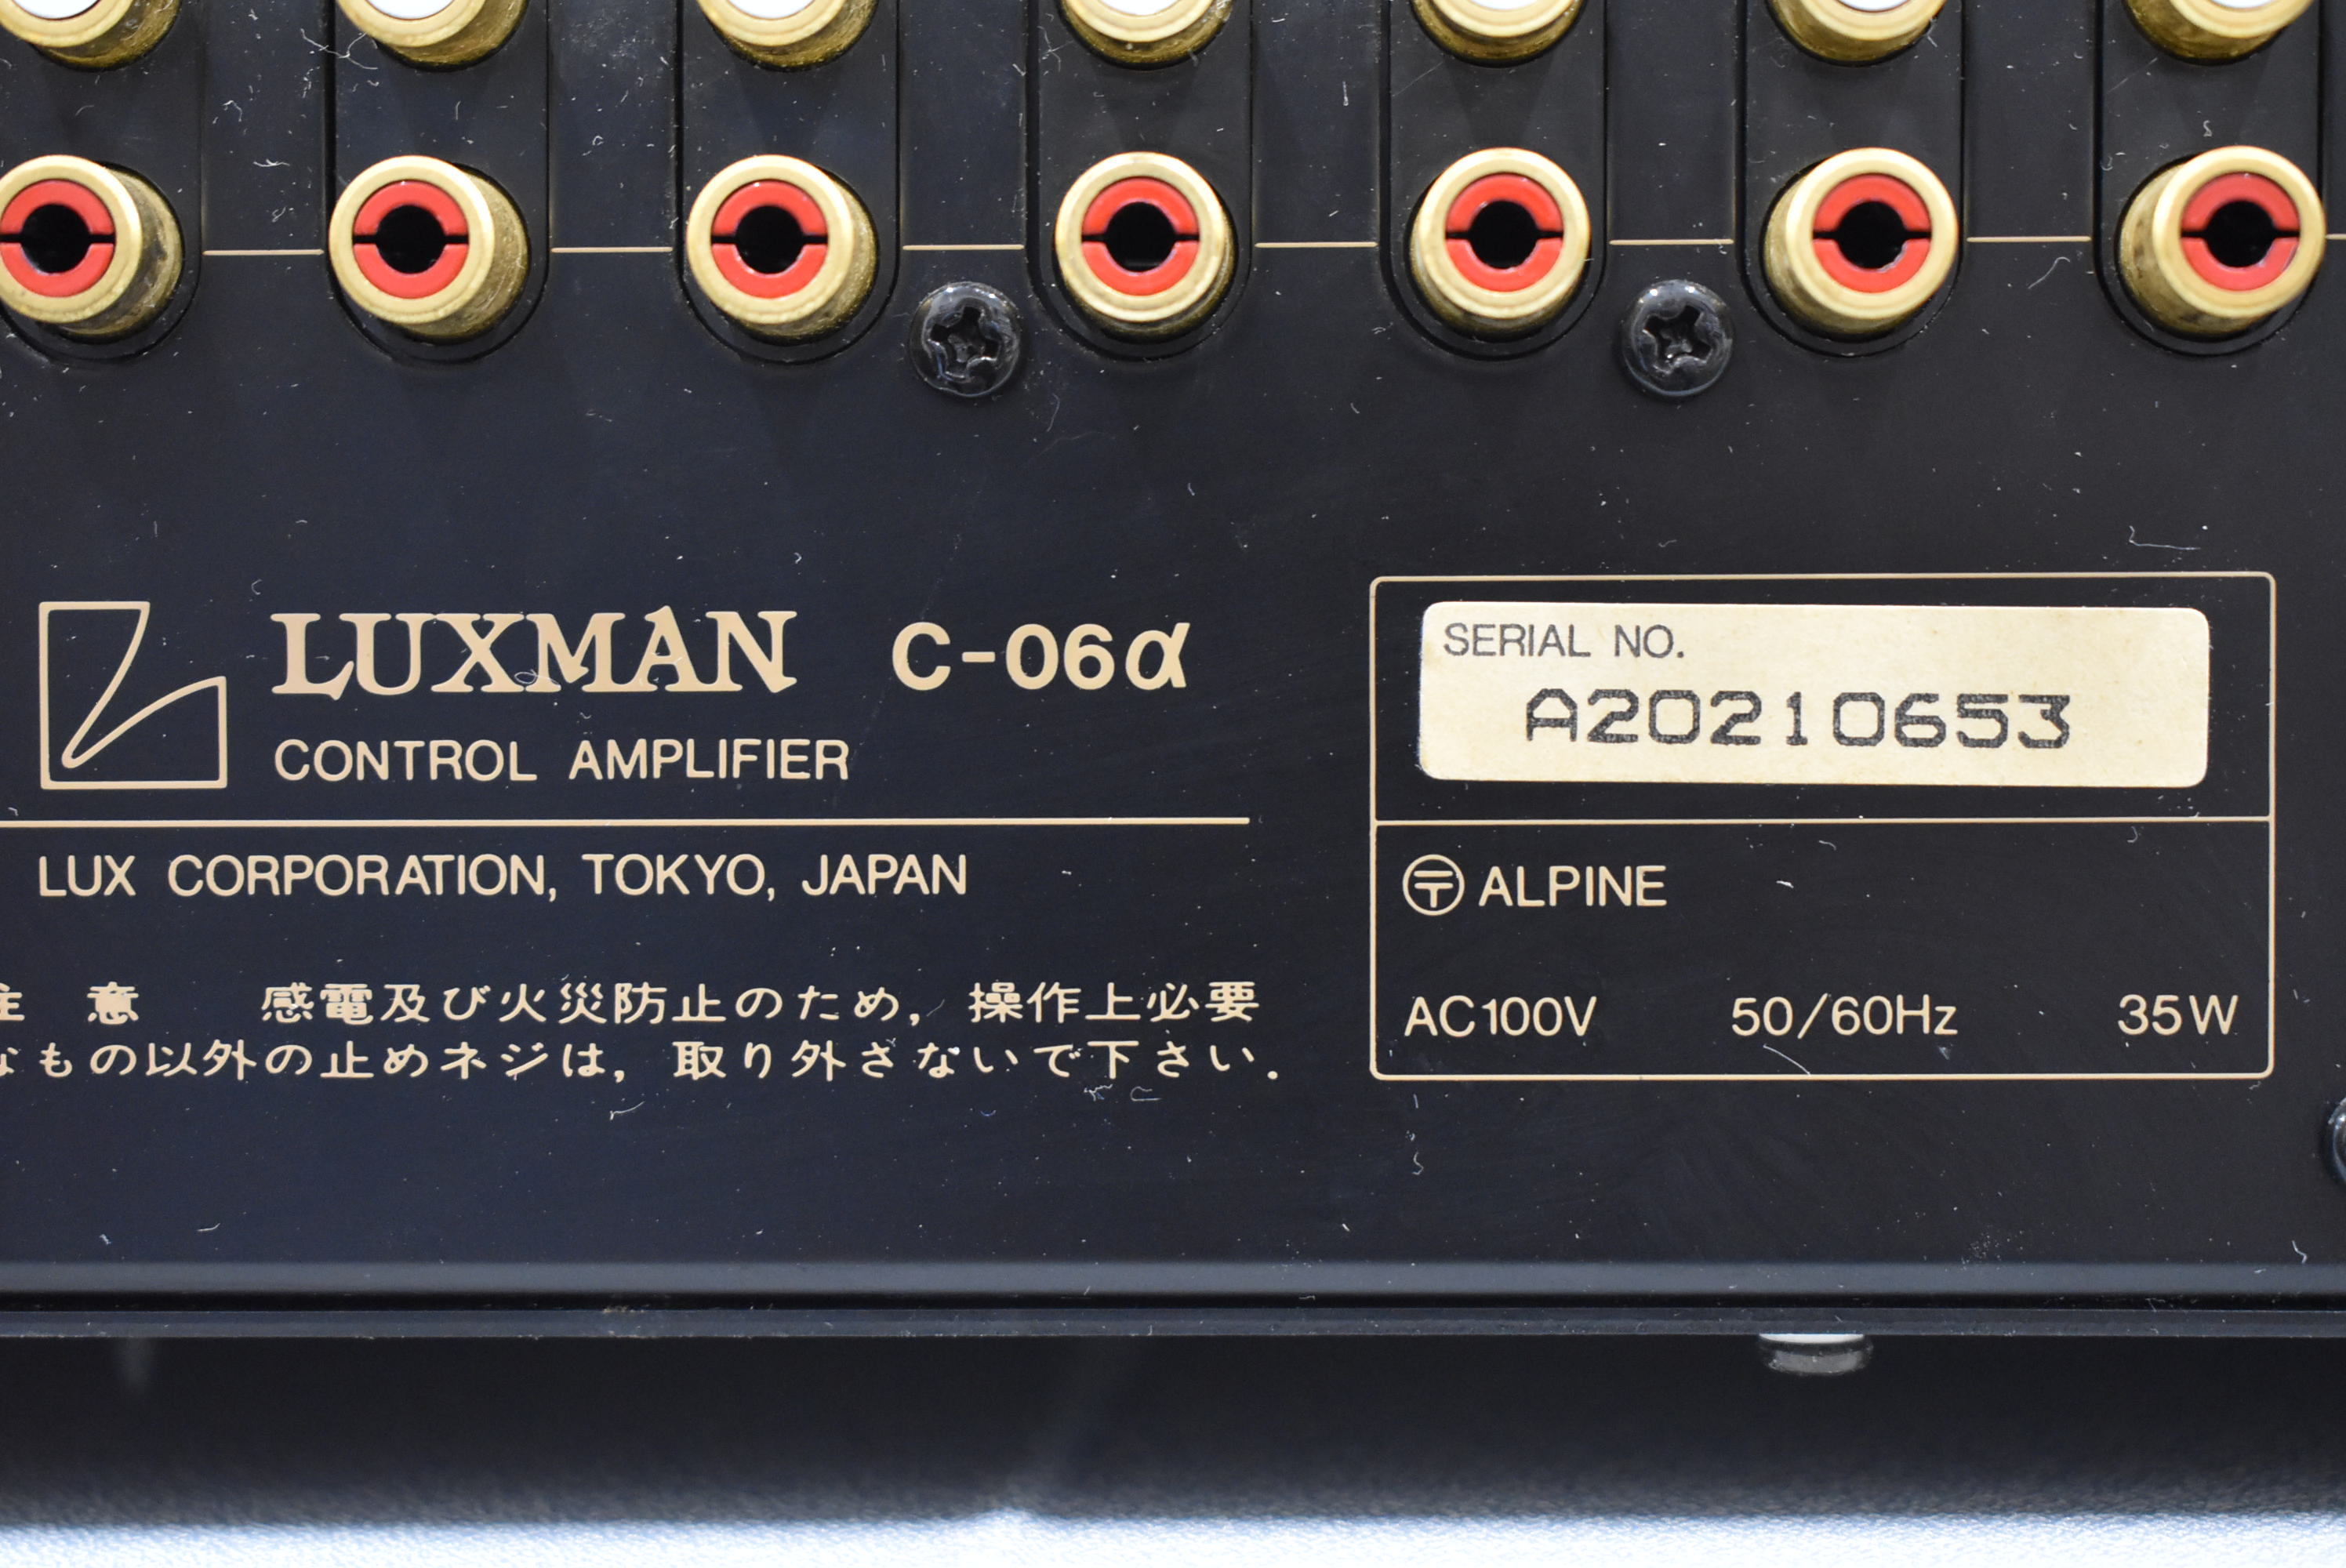 LUXMAN C-06α
CONTROL AMPLIFIER
LUX CORPORATION, TOKYO, JAPAN
注 意 感電及び火災防止のため, 操作上必要
なもの以外の止めネジは, 取り外さないで下さい.
SERIAL NO.
A20210653
〒 ALPINE
AC100V 50/60Hz 35W